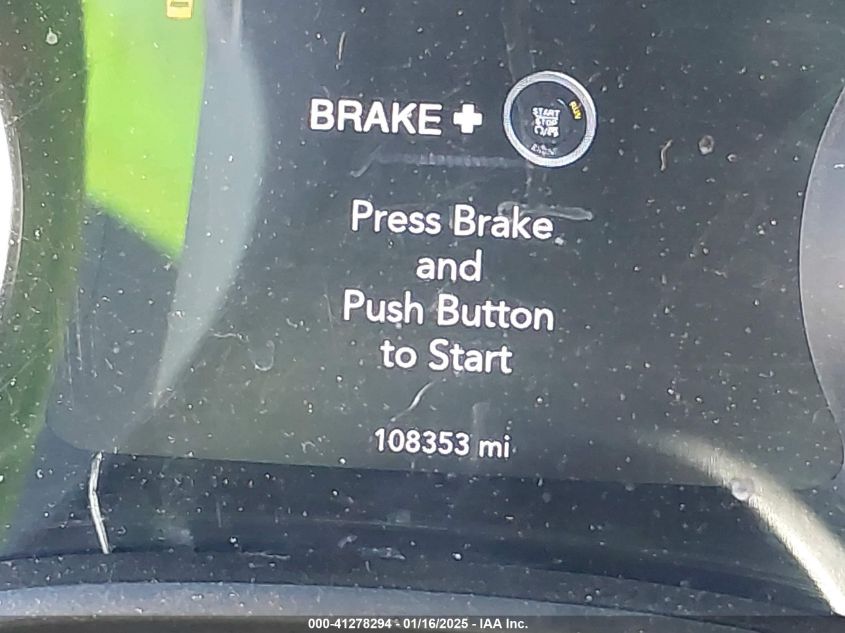 BRAKE +
START
STOP
RUN
Press Brake
and
Push Button
to Start
108353 mi
000-41278294 - 01/16/2025 - IAA Inc.